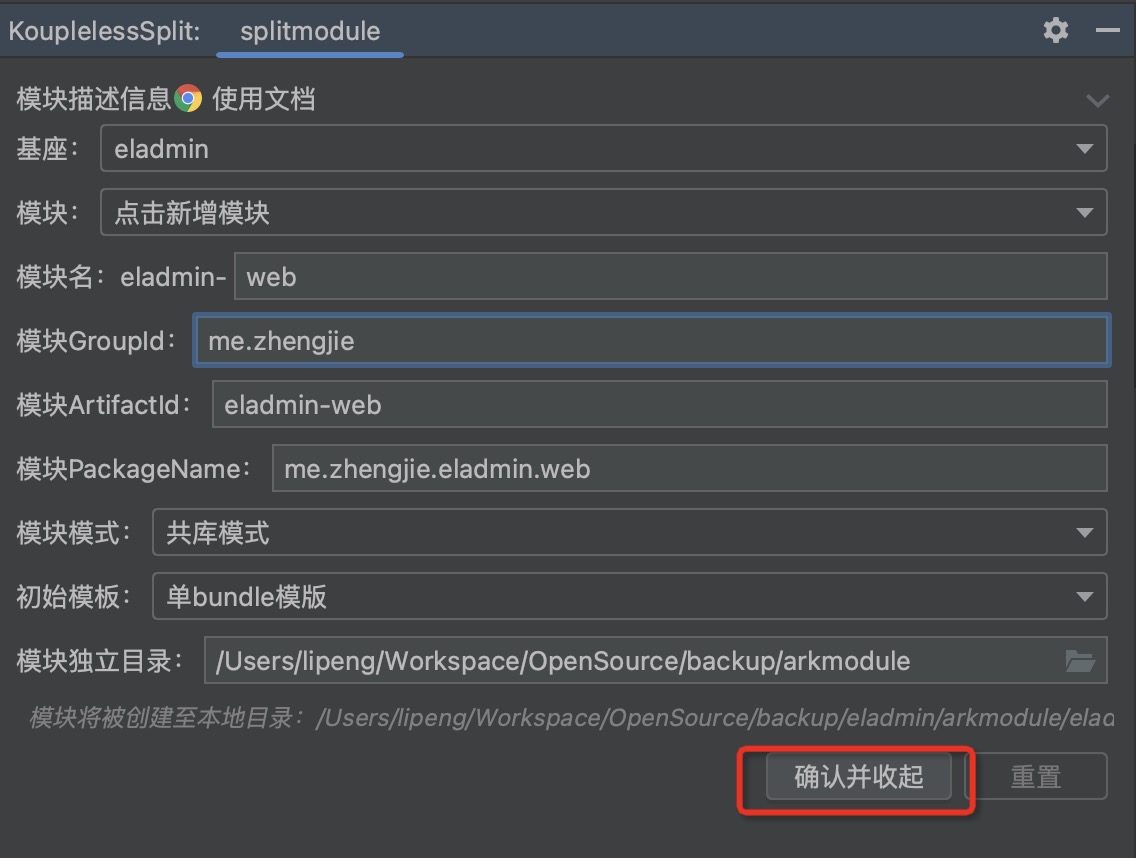 KouplelessSplit: splitmodule
模块描述信息 使用文档
基座： eladmin
模块： 点击新增模块
模块名：eladmin- web
模块GroupId： me.zhengjie
模块ArtifactId： eladmin-web
模块PackageName： me.zhengjie.eladmin.web
模块模式： 共库模式
初始模板： 单bundle模版
模块独立目录： /Users/lipeng/Workspace/OpenSource/backup/arkmodule
模块将被创建至本地目录：/Users/lipeng/Workspace/OpenSource/backup/eladmin/arkmodule/elad
确认并收起 重置